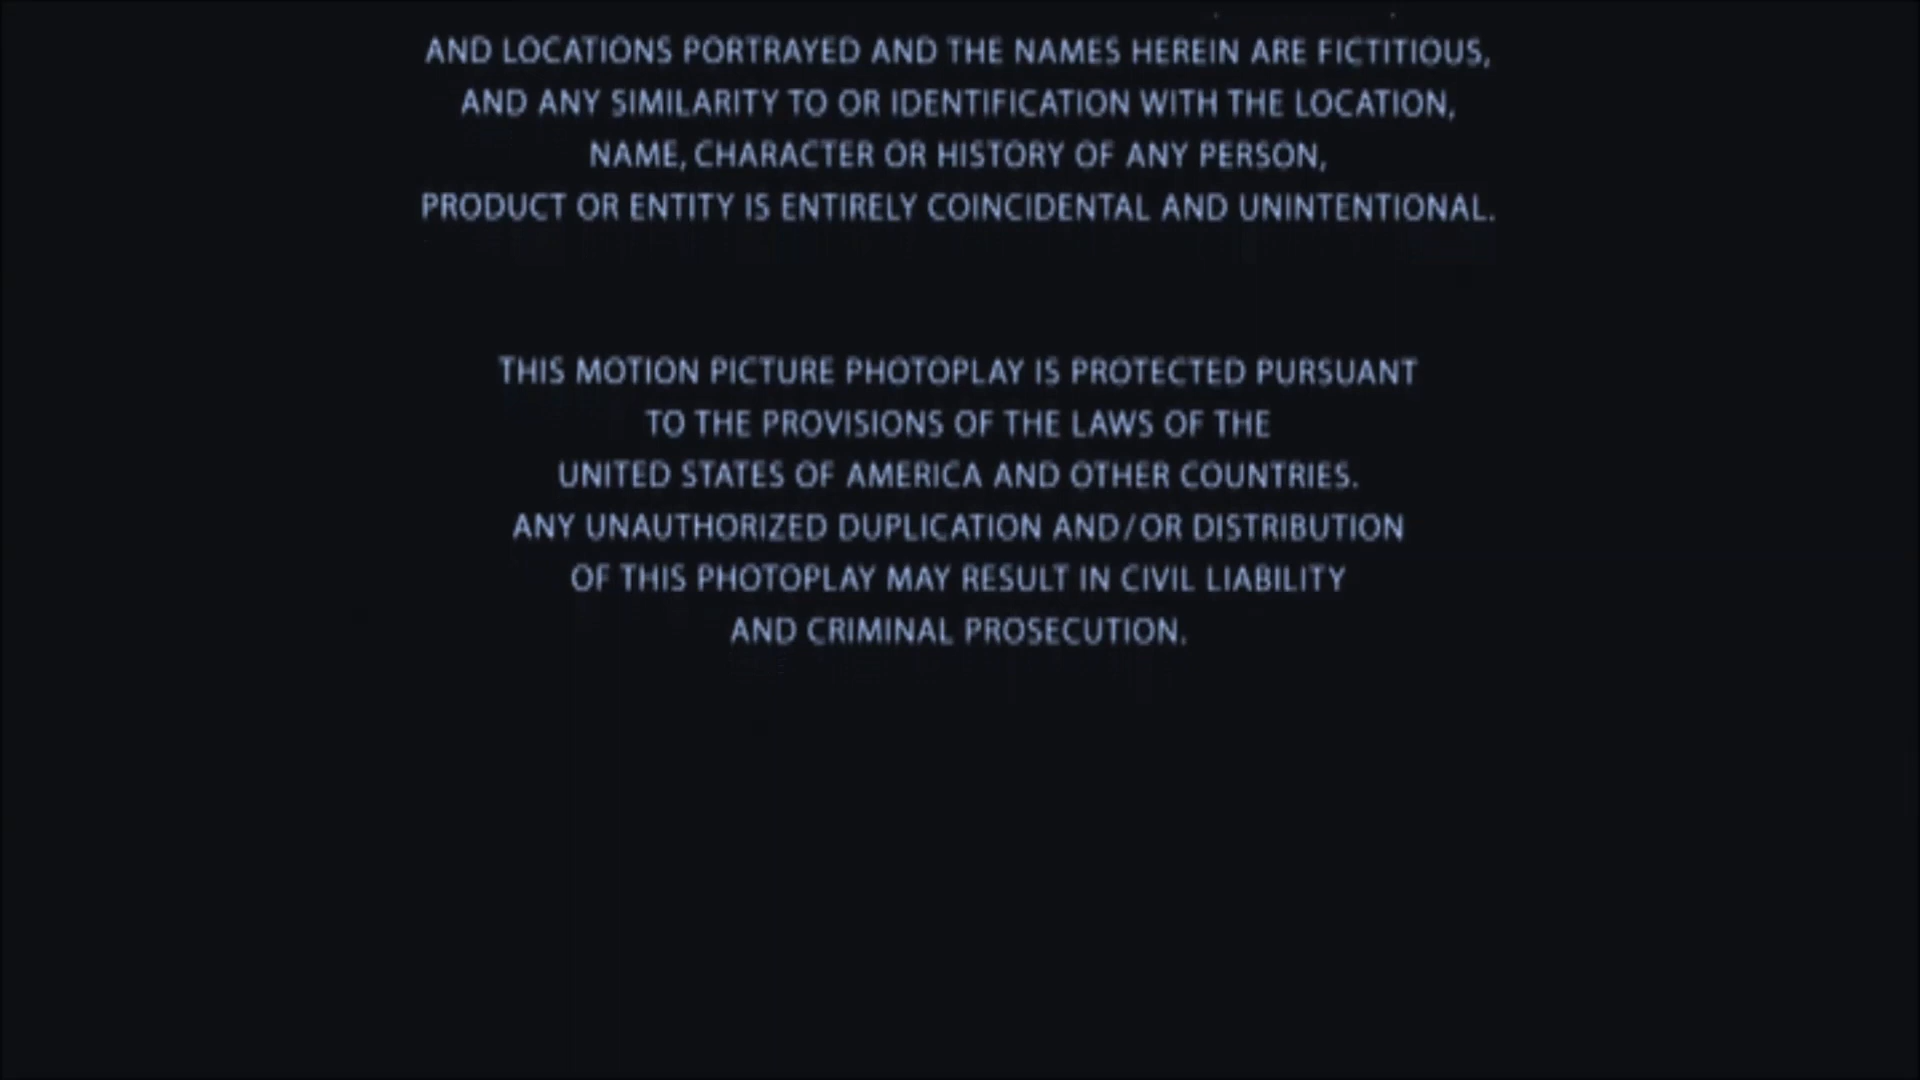 AND LOCATIONS PORTRAYED AND THE NAMES HEREIN ARE FICTITIOUS,
AND ANY SIMILARITY TO OR IDENTIFICATION WITH THE LOCATION,
NAME, CHARACTER OR HISTORY OF ANY PERSON,
PRODUCT OR ENTITY IS ENTIRELY COINCIDENTAL AND UNINTENTIONAL.
THIS MOTION PICTURE PHOTOPLAY IS PROTECTED PURSUANT
TO THE PROVISIONS OF THE LAWS OF THE
UNITED STATES OF AMERICA AND OTHER COUNTRIES.
ANY UNAUTHORIZED DUPLICATION AND/OR DISTRIBUTION
OF THIS PHOTOPLAY MAY RESULT IN CIVIL LIABILITY
AND CRIMINAL PROSECUTION.